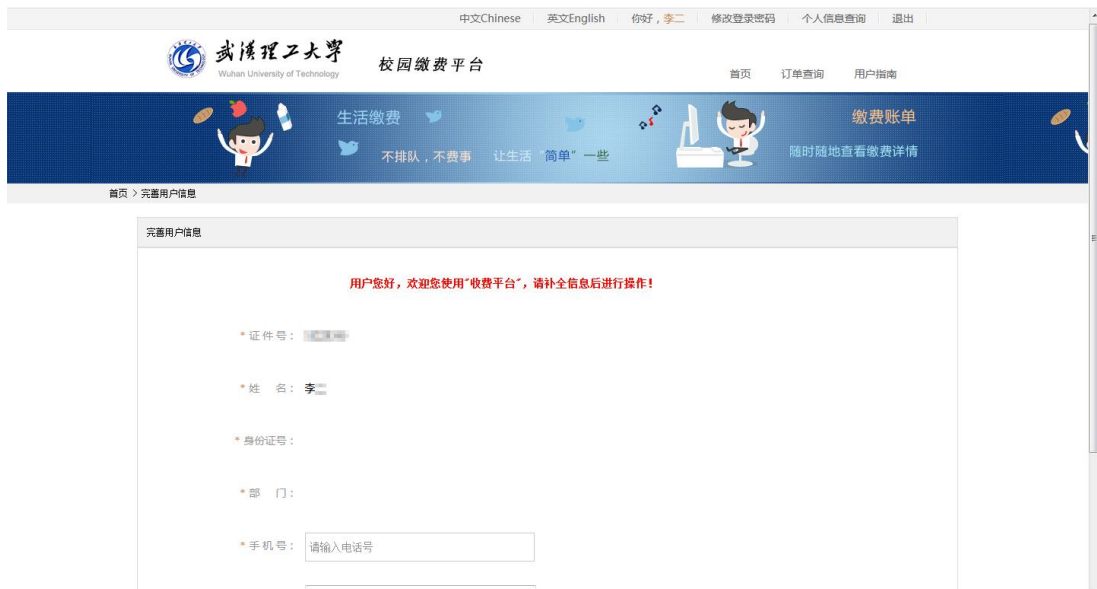 中文Chinese 英文English 你好，李二 修改登录密码 个人信息查询 退出
武汉理工大学
Wuhan University of Technology
校园缴费平台
首页 订单查询 用户指南
生活缴费
不排队，不费事 让生活“简单”一些
缴费账单
随时随地查看缴费详情
首页 > 完善用户信息
完善用户信息
用户您好，欢迎您使用"收费平台"，请补全信息后进行操作！
*证件号：
*姓 名： 李
*身份证号：
*部 门：
*手机号： 请输入电话号